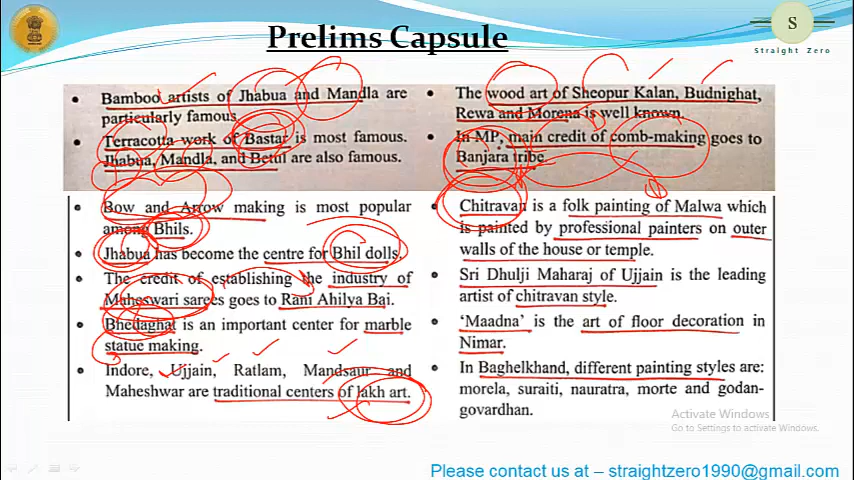 Prelims Capsule
S
Straight Zero
• Bamboo artists of Jhabua and Mandla are
particularly famous.
• Terracotta work of Bastar is most famous.
Jhabua, Mandla, and Betul are also famous.
• Bow and Arrow making is most popular
among Bhils.
• Jhabua has become the centre for Bhil dolls.
• The credit of establishing the industry of
Maheswari sarees goes to Rani Ahilya Bai.
• Bhedaghat is an important center for marble
statue making.
• Indore, Ujjain, Ratlam, Mandsaur and
Maheshwar are traditional centers of lakh art.
• The wood art of Sheopur Kalan, Budnighat,
Rewa and Morena is well known.
• In MP, main credit of comb-making goes to
Banjara tribe.
• Chitravan is a folk painting of Malwa which
is painted by professional painters on outer
walls of the house or temple.
• Sri Dhulji Maharaj of Ujjain is the leading
artist of chitravan style.
• 'Maadna' is the art of floor decoration in
Nimar.
• In Baghelkhand, different painting styles are:
morela, suraiti, nauratra, morte and godan-
govardhan.
Activate Windows
Go to Settings to activate Windows.
Please contact us at – straightzero1990@gmail.com